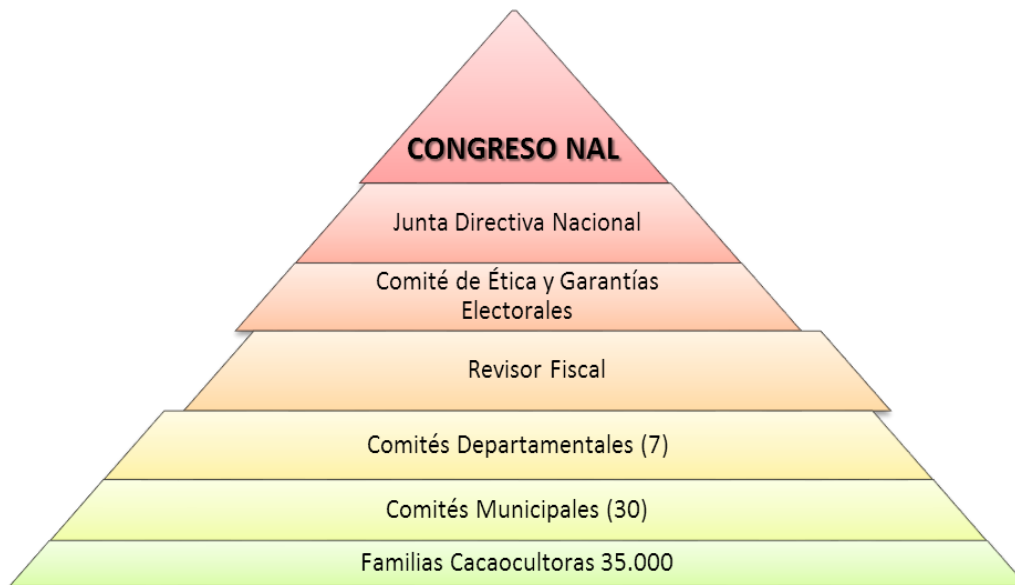 CONGRESO NAL
Junta Directiva Nacional
Comité de Ética y Garantías
Electorales
Revisor Fiscal
Comités Departamentales (7)
Comités Municipales (30)
Familias Cacaocultoras 35.000